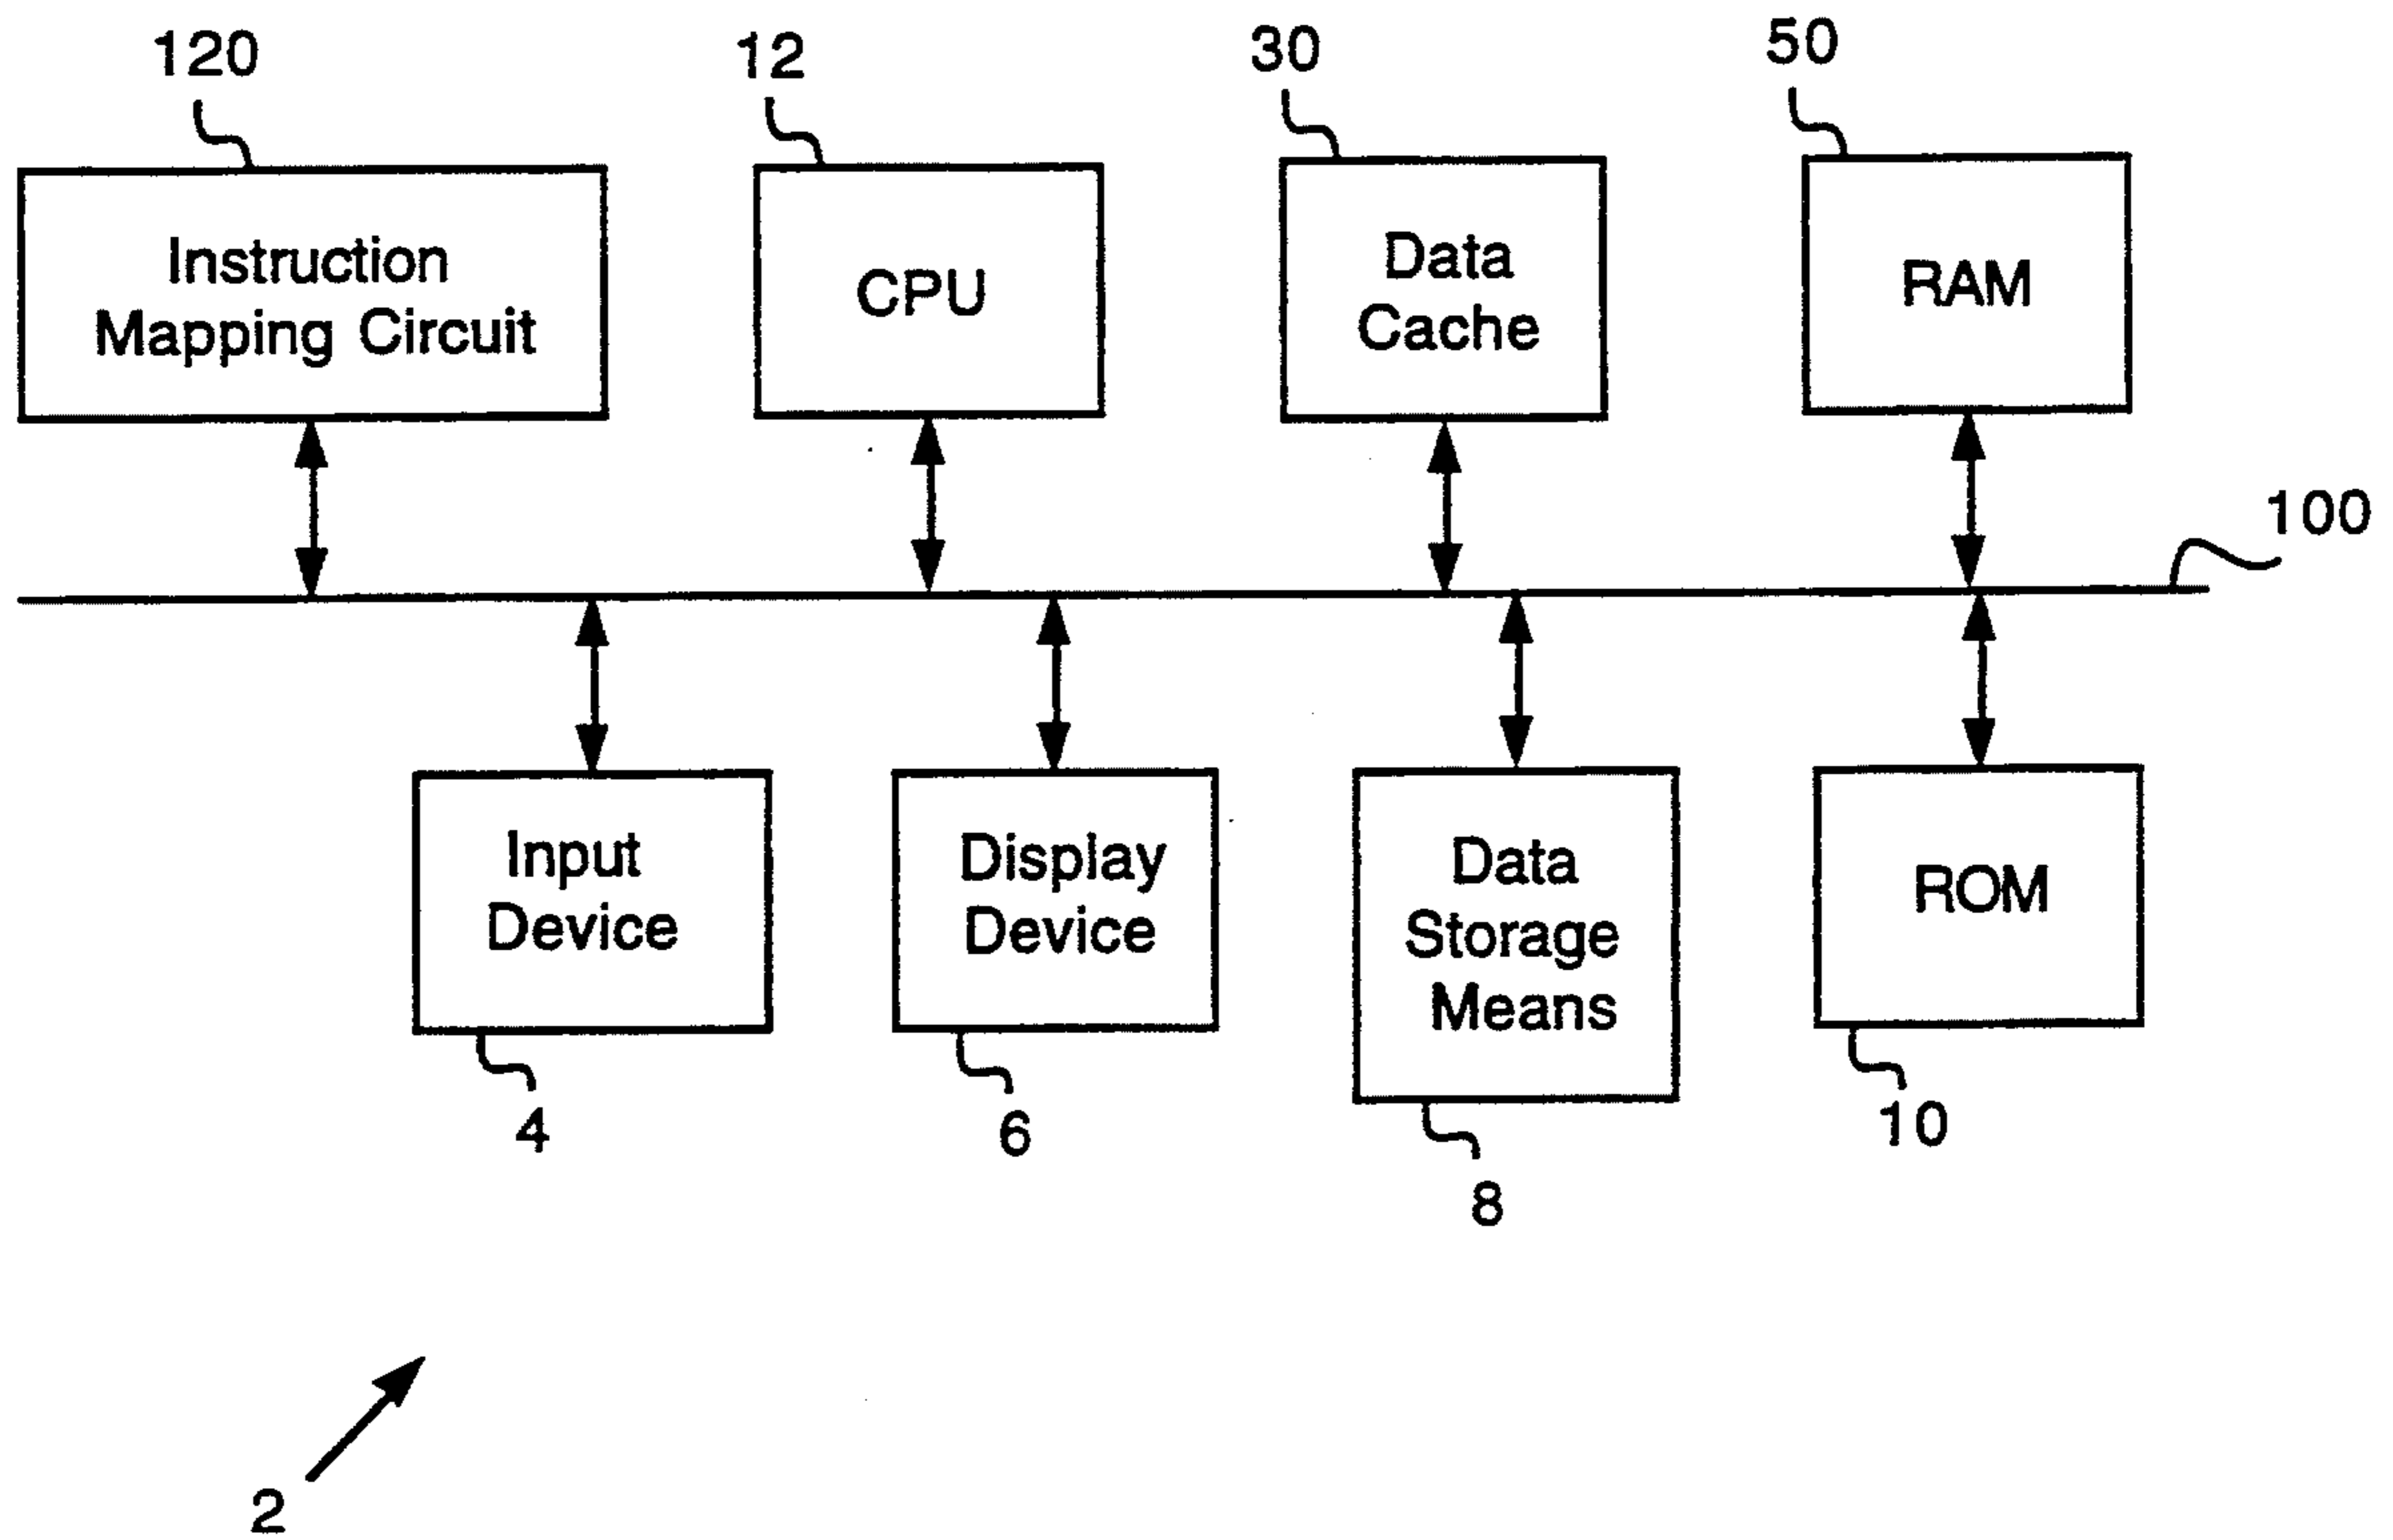 120
12
30
50
Instruction
Mapping Circuit
CPU
Data
Cache
RAM
100
Input
Device
Display
Device
Data
Storage
Means
ROM
4
6
8
10
2